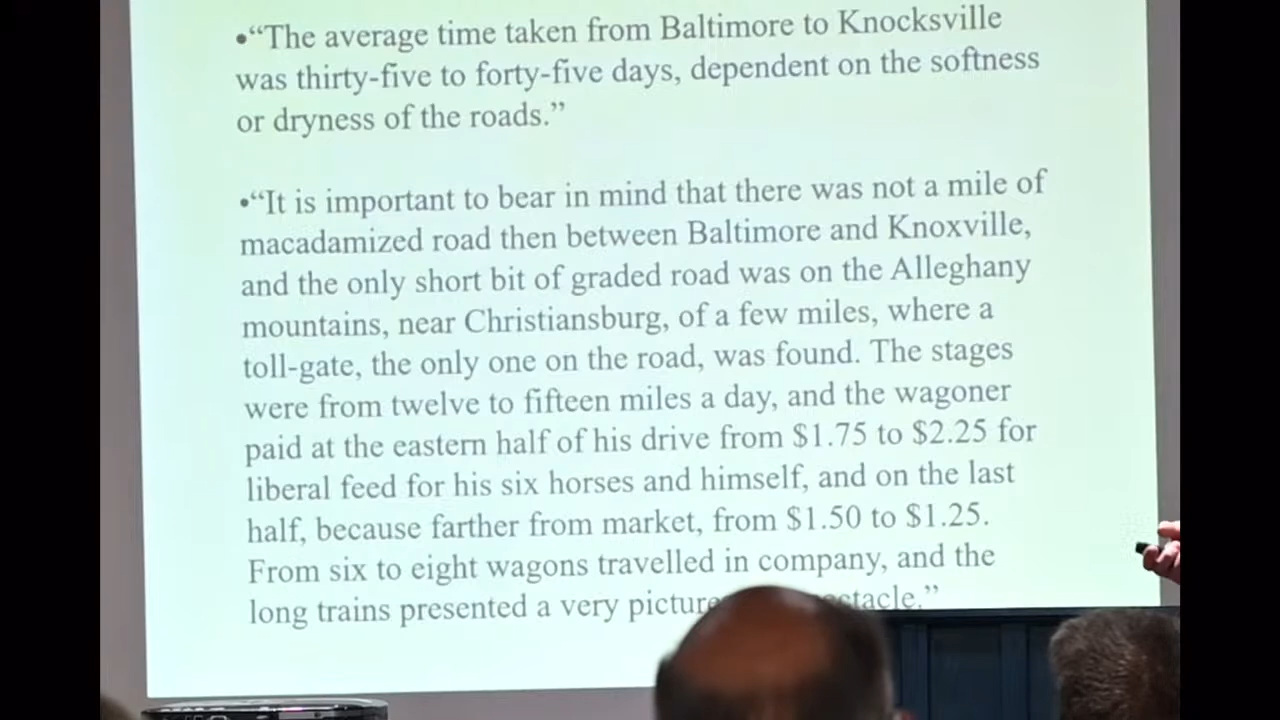 •“The average time taken from Baltimore to Knocksville
was thirty-five to forty-five days, dependent on the softness
or dryness of the roads.”
•“It is important to bear in mind that there was not a mile of
macadamized road then between Baltimore and Knoxville,
and the only short bit of graded road was on the Alleghany
mountains, near Christiansburg, of a few miles, where a
toll-gate, the only one on the road, was found. The stages
were from twelve to fifteen miles a day, and the wagoner
paid at the eastern half of his drive from $1.75 to $2.25 for
liberal feed for his six horses and himself, and on the last
half, because farther from market, from $1.50 to $1.25.
From six to eight wagons travelled in company, and the
long trains presented a very